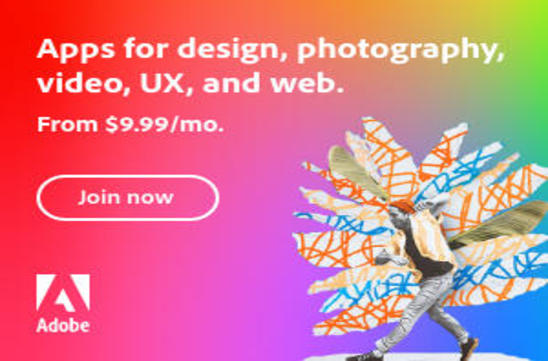 Apps for design, photography,
video, UX, and web.
From $9.99/mo.
Join now
Adobe